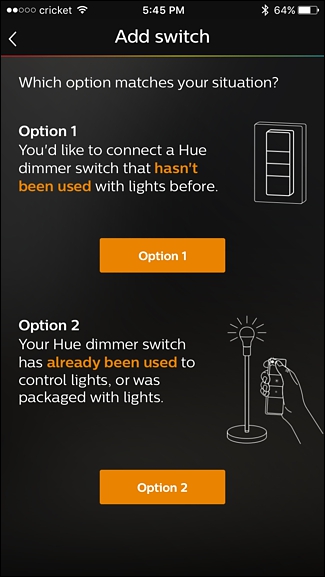 cricket 5:45 PM 64%
Add switch
Which option matches your situation?
Option 1
You'd like to connect a Hue
dimmer switch that hasn't
been used with lights before.
Option 1
Option 2
Your Hue dimmer switch
has already been used to
control lights, or was
packaged with lights.
Option 2